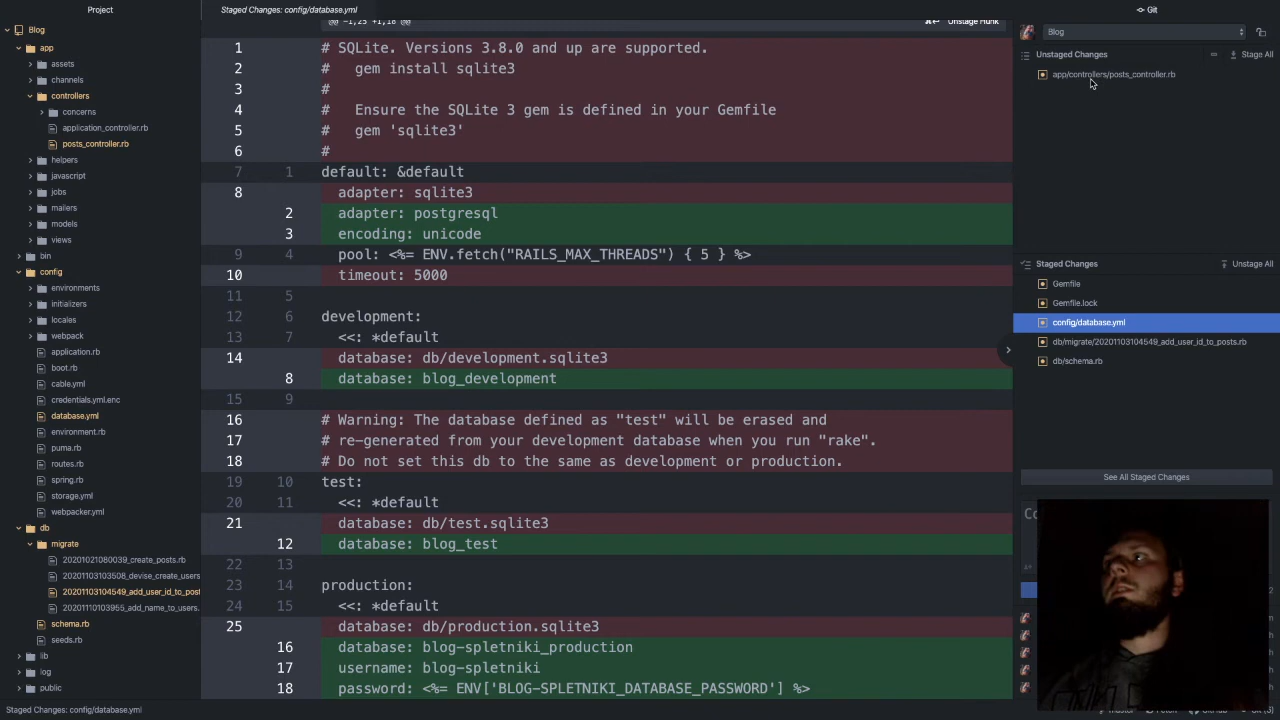 Project
Staged Changes: config/database.yml
Git
Blog
app
assets
channels
controllers
concerns
application_controller.rb
posts_controller.rb
helpers
javascript
jobs
mailers
models
views
bin
config
environments
initializers
locales
webpack
application.rb
boot.rb
cable.yml
credentials.yml.enc
database.yml
environment.rb
puma.rb
routes.rb
spring.rb
storage.yml
webpacker.yml
db
migrate
20201021080039_create_posts.rb
20201103103508_devise_create_users
20201103104549_add_user_id_to_post
20201110103955_add_name_to_users.
schema.rb
seeds.rb
lib
log
public
Staged Changes: config/database.yml
@@ -1,25 +1,18 @@
Unstage Hunk
1 # SQLite. Versions 3.8.0 and up are supported.
2 #   gem install sqlite3
3 #
4 #   Ensure the SQLite 3 gem is defined in your Gemfile
5 #   gem 'sqlite3'
6 #
7 1 default: &default
8   adapter: sqlite3
2   adapter: postgresql
3   encoding: unicode
9 4   pool: <%= ENV.fetch("RAILS_MAX_THREADS") { 5 } %>
10   timeout: 5000
11 5
12 6 development:
13 7   <<: *default
14   database: db/development.sqlite3
8   database: blog_development
15 9
16 # Warning: The database defined as "test" will be erased and
17 # re-generated from your development database when you run "rake".
18 # Do not set this db to the same as development or production.
19 10 test:
20 11   <<: *default
21   database: db/test.sqlite3
12   database: blog_test
22 13
23 14 production:
24 15   <<: *default
25   database: db/production.sqlite3
16   database: blog-spletniki_production
17   username: blog-spletniki
18   password: <%= ENV['BLOG-SPLETNIKI_DATABASE_PASSWORD'] %>
Blog
Unstaged Changes
Stage All
app/controllers/posts_controller.rb
Staged Changes
Unstage All
Gemfile
Gemfile.lock
config/database.yml
db/migrate/20201103104549_add_user_id_to_posts.rb
db/schema.rb
See All Staged Changes